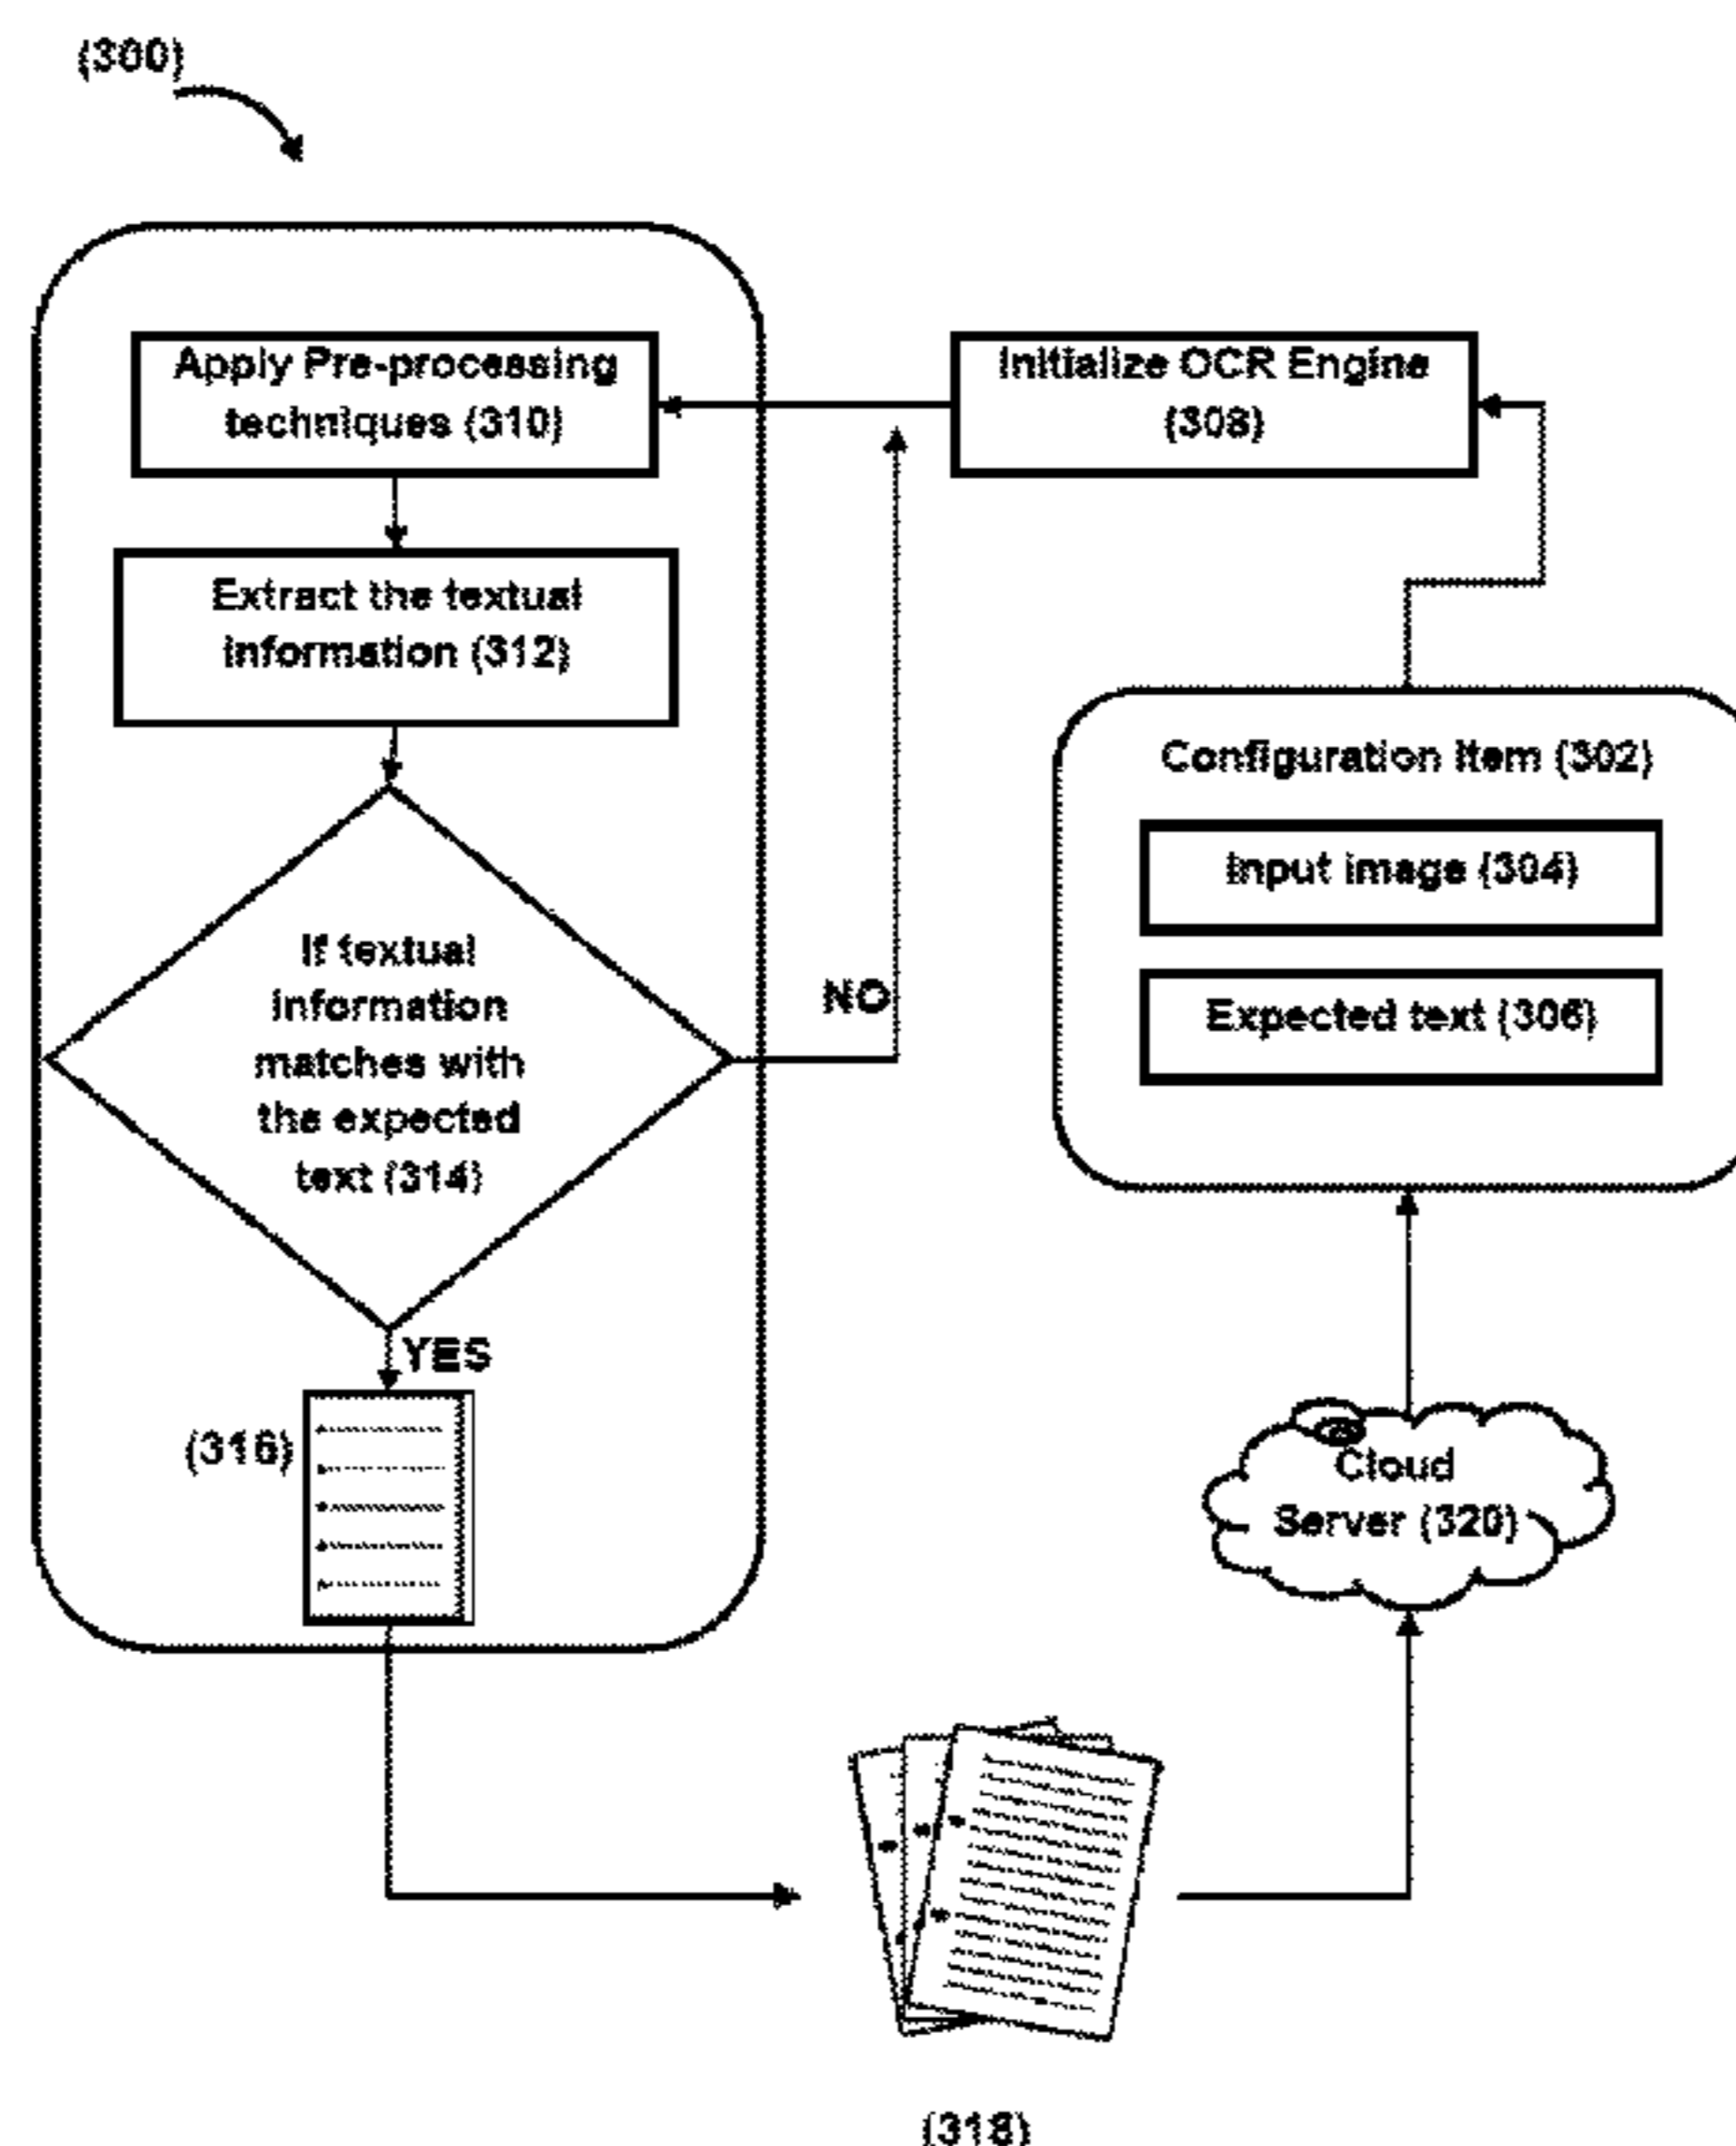 (300)
Apply Pre-processing
techniques (310)
Initialize OCR Engine
(308)
Extract the textual
information (312)
Configuration Item (302)
Input image (304)
Expected text (306)
If textual
information
matches with
the expected
text (314)
NO
YES
(316)
Cloud
Server (320)
(318)